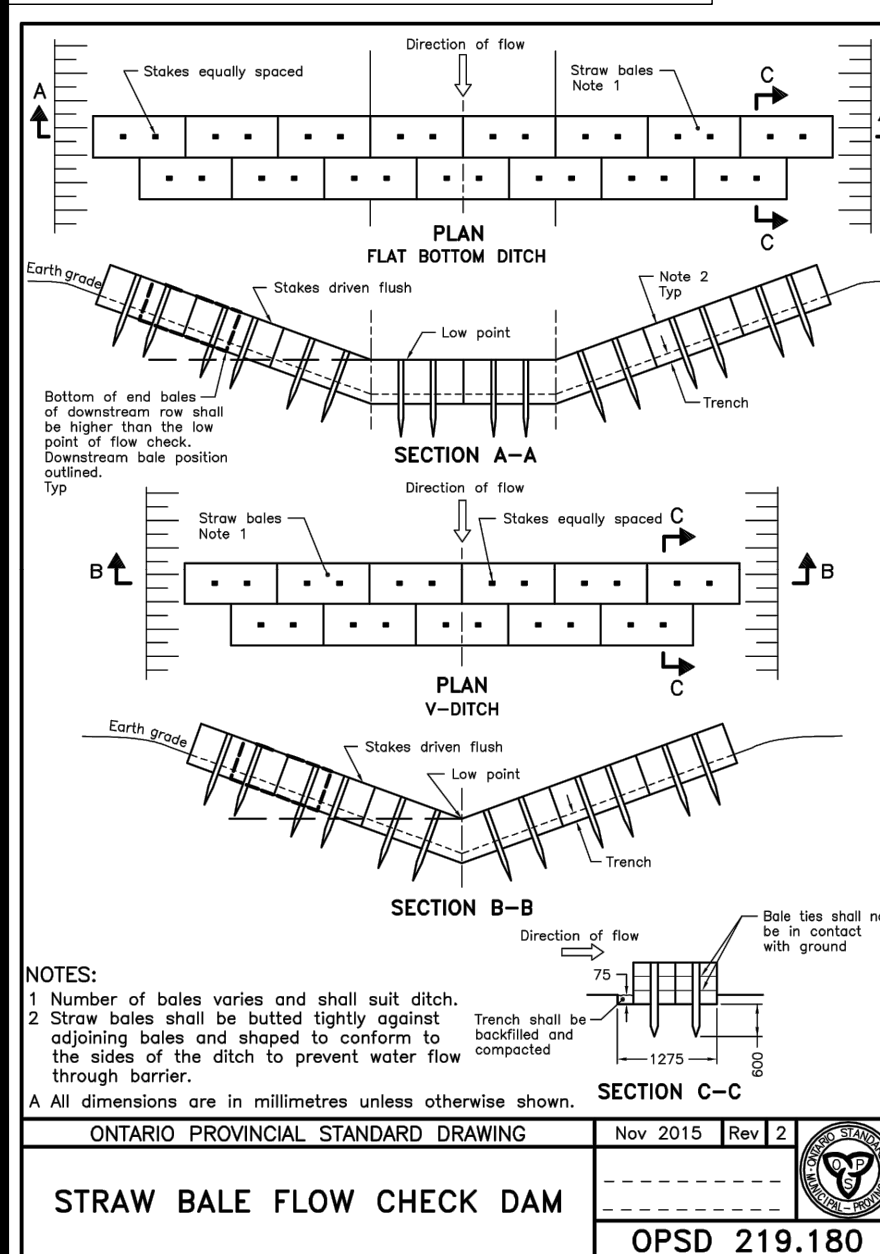 Direction of flow
Stakes equally spaced
Straw bales
Note 1
C
A
C
PLAN
FLAT BOTTOM DITCH
Earth grade
Stakes driven flush
Note 2
Typ
Low point
Bottom of end bales
of downstream row shall
be higher than the low
point of flow check.
Downstream bale position
outlined.
Typ
Trench
SECTION A-A
Direction of flow
Straw bales
Note 1
Stakes equally spaced
C
B
B
C
PLAN
V-DITCH
Earth grade
Stakes driven flush
Low point
Trench
SECTION B-B
Direction of flow
Bale ties shall
be in contact
with ground
75
Trench shall be
backfilled and
compacted
1275
600
SECTION C-C
NOTES:
1 Number of bales varies and shall suit ditch.
2 Straw bales shall be butted tightly against
adjoining bales and shaped to conform to
the sides of the ditch to prevent water flow
through barrier.
A All dimensions are in millimetres unless otherwise shown.
ONTARIO PROVINCIAL STANDARD DRAWING
Nov 2015 Rev 2
STRAW BALE FLOW CHECK DAM
ONTARIO
MUNICIPAL
O P S
OPSD 219.180